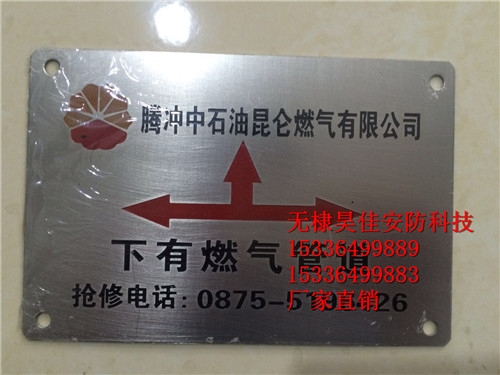 腾冲中石油昆仑燃气有限公司
无棣昊佳安防科技
15336499889
15336499883
厂家直销
下有燃气管道
抢修电话:0875-